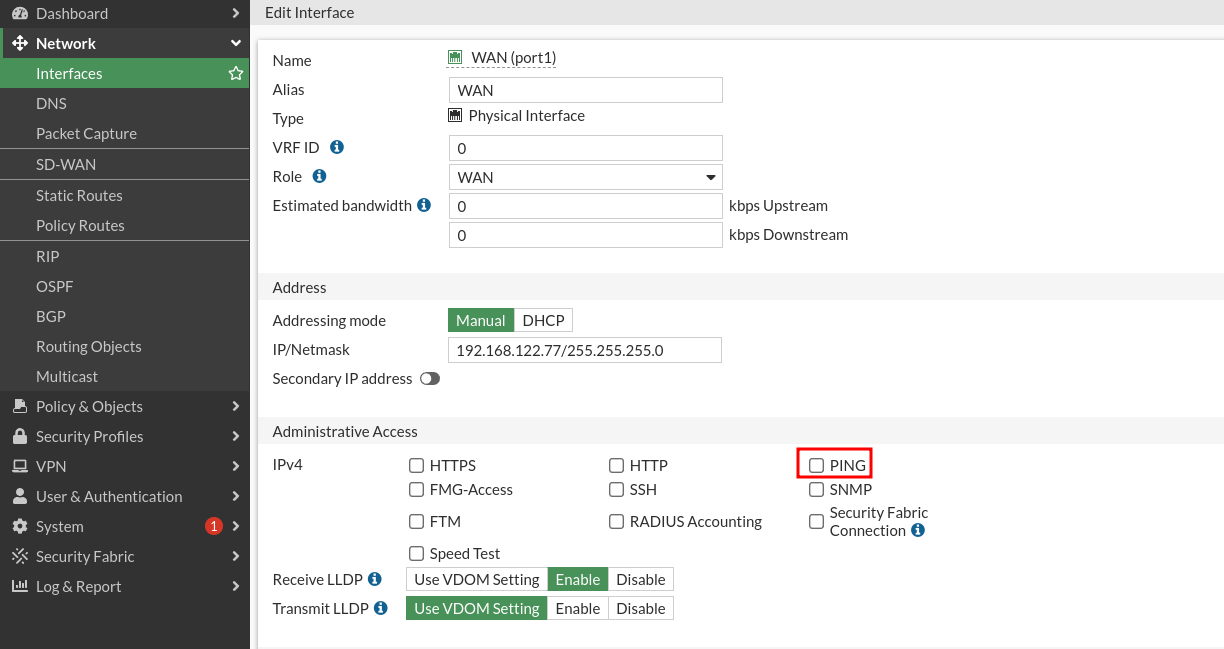 Dashboard
Network
Interfaces
DNS
Packet Capture
SD-WAN
Static Routes
Policy Routes
RIP
OSPF
BGP
Routing Objects
Multicast
Policy & Objects
Security Profiles
VPN
User & Authentication
System 1
Security Fabric
Log & Report
Edit Interface
Name WAN (port1)
Alias WAN
Type Physical Interface
VRF ID 0
Role WAN
Estimated bandwidth 0 kbps Upstream
0 kbps Downstream
Address
Addressing mode Manual DHCP
IP/Netmask 192.168.122.77/255.255.255.0
Secondary IP address
Administrative Access
IPv4 HTTPS HTTP PING
FMG-Access SSH SNMP
FTM RADIUS Accounting Security Fabric
Connection
Speed Test
Receive LLDP Use VDOM Setting Enable Disable
Transmit LLDP Use VDOM Setting Enable Disable